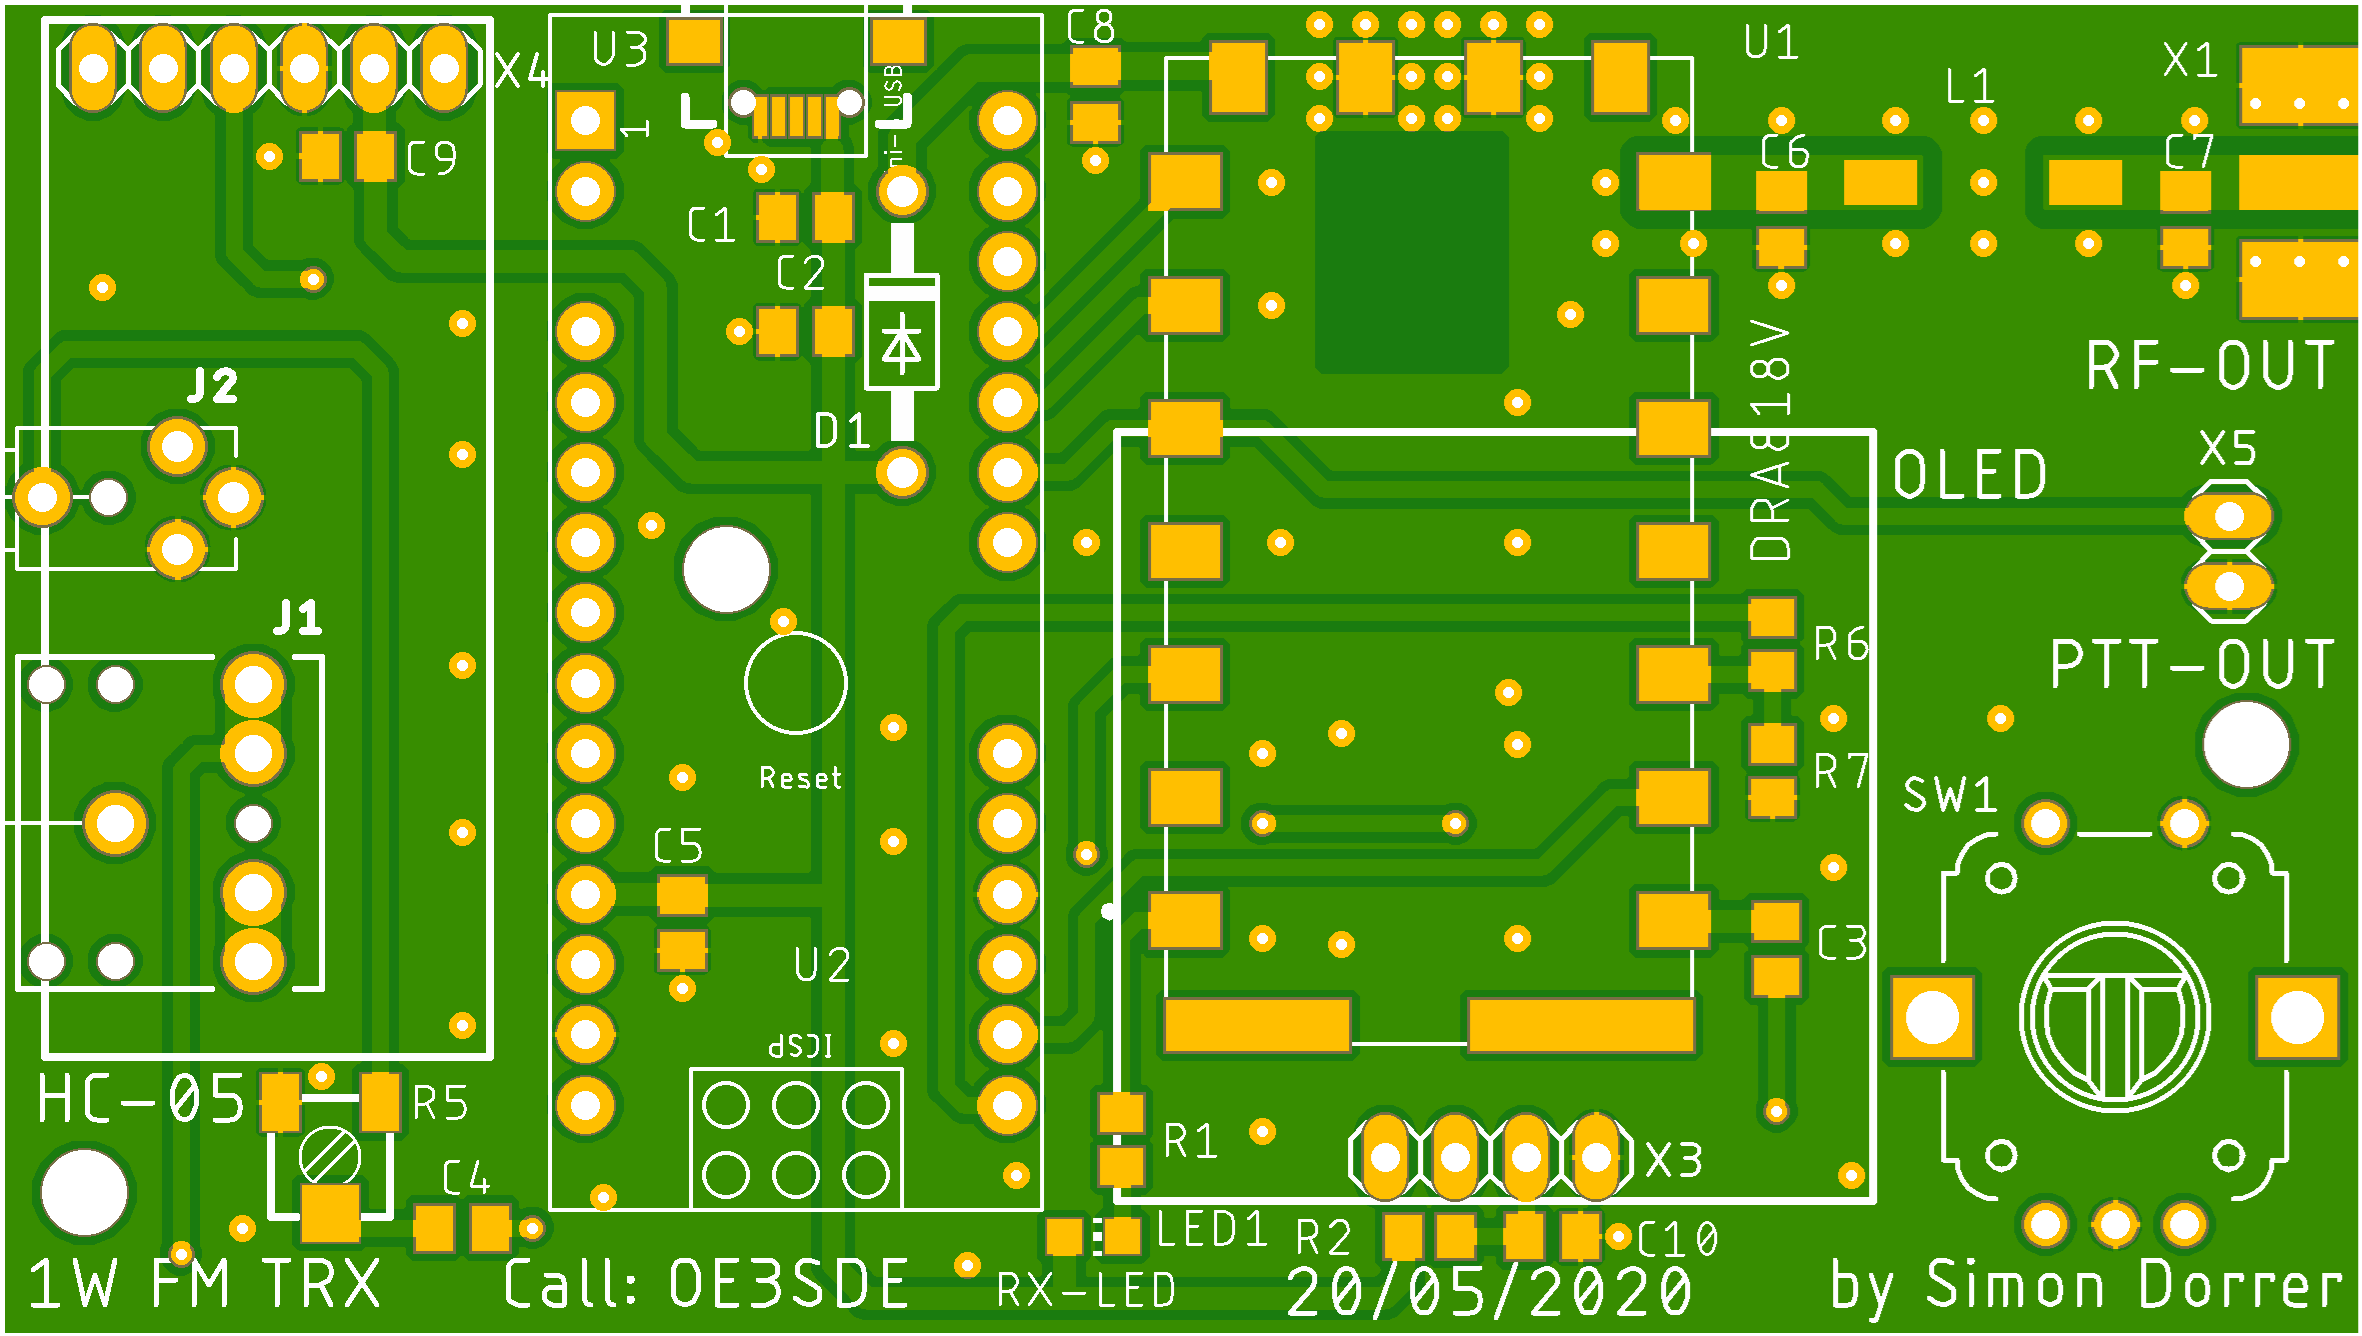 C8
U3
U1
X4
X1
USB
L1
1
C9
C6
C7
ni-
C1
C2
DRA818V
RF-OUT
J2
D1
X5
OLED
J1
R6
PTT-OUT
Reset
R7
SW1
C5
C3
U2
ICSP
HC-05
R5
R1
X3
C4
LED1
R2
C10
RX-LED
1W FM TRX
Call: OE3SDE
20/05/2020
by Simon Dorrer